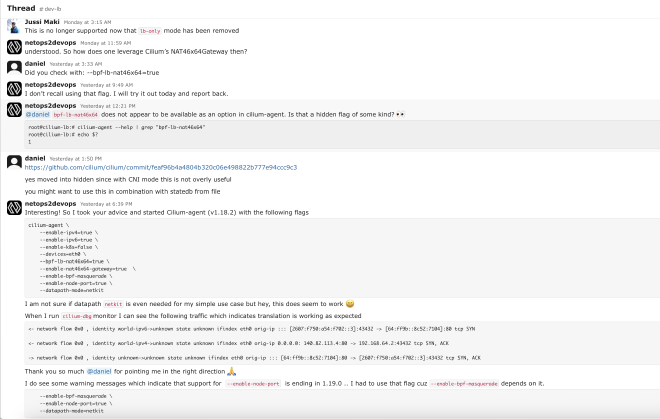 Thread # dev-lb
Jussi Maki Monday at 3:15 AM
This is no longer supported now that lb-only mode has been removed
netops2devops Monday at 11:59 AM
understood. So how does one leverage Cilium's NAT46x64Gateway then?
daniel Yesterday at 3:33 AM
Did you check with: --bpf-lb-nat46x64=true
netops2devops Yesterday at 9:49 AM
I don't recall using that flag. I will try it out today and report back.
netops2devops Yesterday at 12:21 PM
@daniel bpf-lb-nat46x64 does not appear to be available as an option in cilium-agent. Is that a hidden flag of some kind? 👀
root@cilium-lb:# cilium-agent --help | grep "bpf-lb-nat46x64"
root@cilium-lb:# echo $?
1
daniel Yesterday at 1:50 PM
https://github.com/cilium/cilium/commit/feaf96b4a4804b320c06e498822b777e94ccc9c3
yes moved into hidden since with CNI mode this is not overly useful
you might want to use this in combination with statedb from file
netops2devops Yesterday at 6:39 PM
Interesting! So I took your advice and started Cilium-agent (v1.18.2) with the following flags
cilium-agent \
--enable-ipv4=true \
--enable-ipv6=true \
--enable-k8s=false \
--devices=eth0 \
--bpf-lb-nat46x64=true \
--enable-nat46x64-gateway=true \
--enable-bpf-masquerade \
--enable-node-port=true \
--datapath-mode=netkit
I am not sure if datapath netkit is even needed for my simple use case but hey, this does seem to work 😄
When I run cilium-dbg monitor I can see the following traffic which indicates translation is working as expected
<- network flow 0x0 , identity world-ipv6->unknown state unknown ifindex eth0 orig-ip ::: [2607:f750:a54:f702::3]:43432 -> [64:ff9b::8c52:7104]:80 tcp SYN
<- network flow 0x0 , identity world-ipv4->unknown state unknown ifindex eth0 orig-ip 0.0.0.0: 140.82.113.4:80 -> 192.168.64.2:43432 tcp SYN, ACK
-> network flow 0x0 , identity unknown->unknown state unknown ifindex eth0 orig-ip ::: [64:ff9b::8c52:7104]:80 -> [2607:f750:a54:f702::3]:43432 tcp SYN, ACK
Thank you so much @daniel for pointing me in the right direction 🙏
I do see some warning messages which indicate that support for --enable-node-port is ending in 1.19.0 .. I had to use that flag cuz --enable-bpf-masquerade depends on it.
--enable-bpf-masquerade \
--enable-node-port=true \
--datapath-mode=netkit